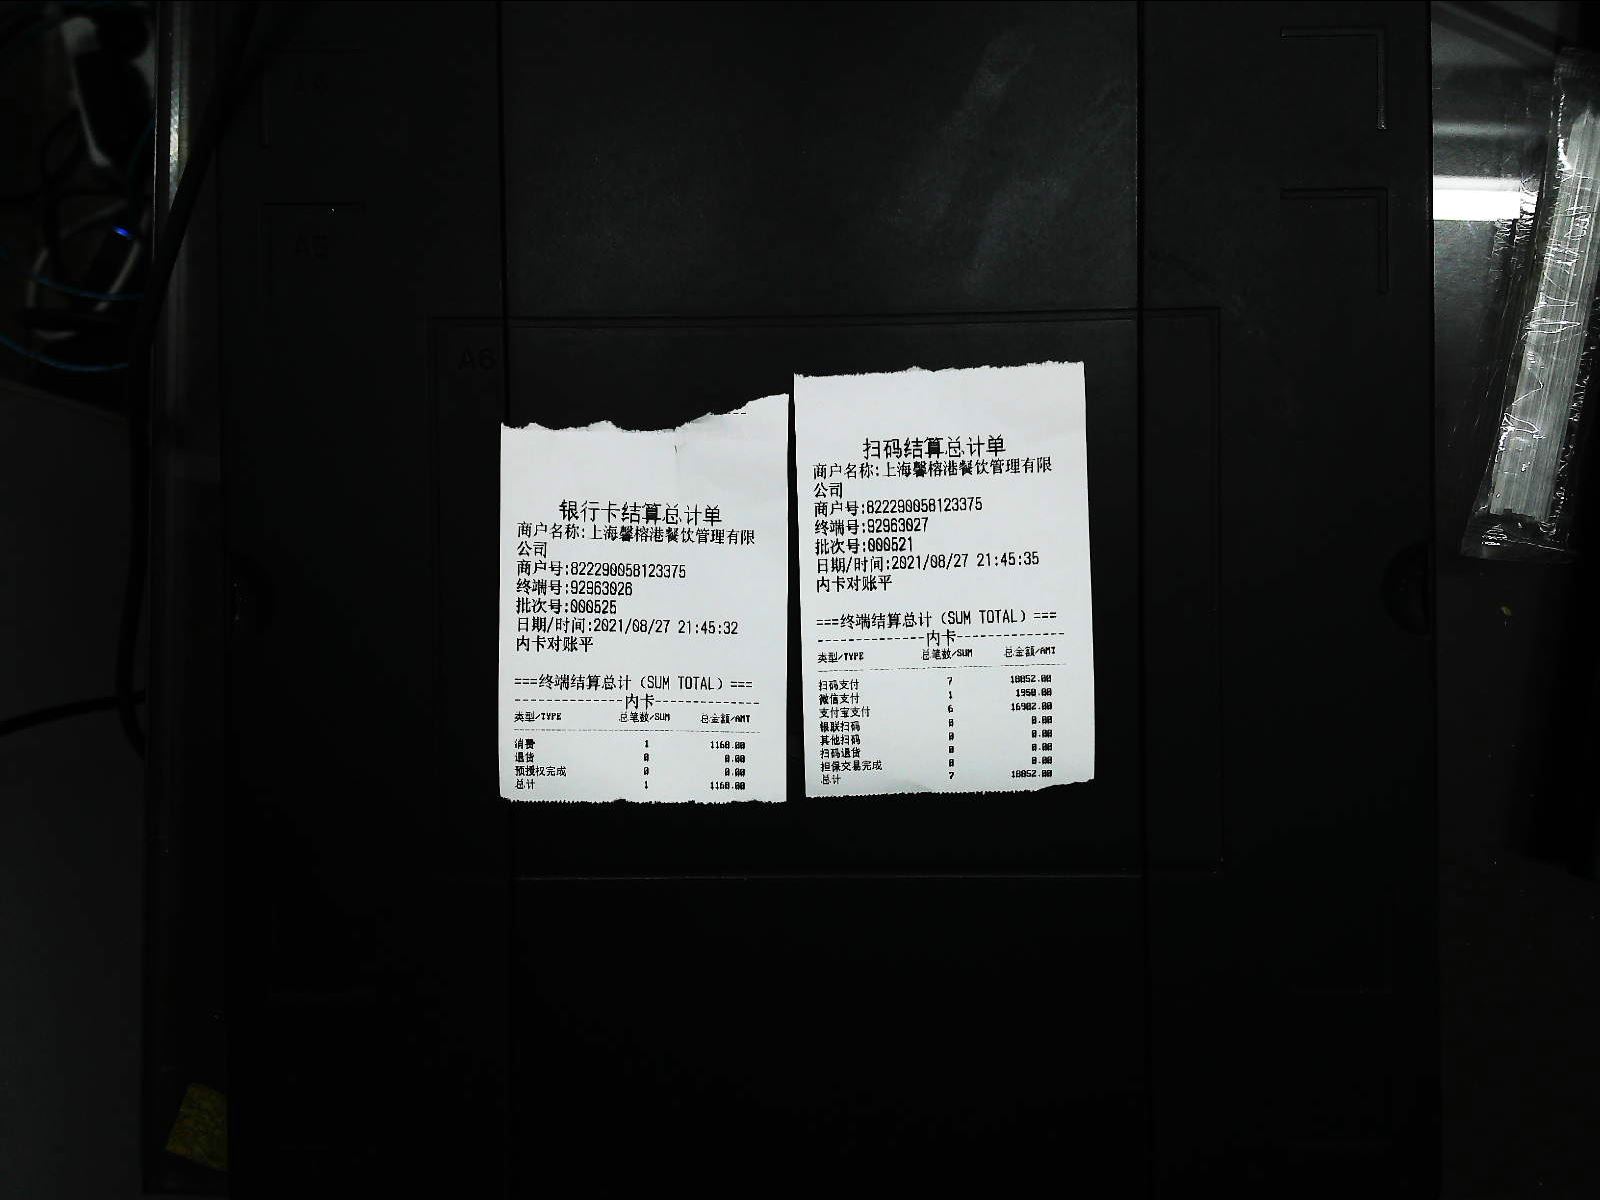 银行卡结算总计单
商户名称:上海馨榕港餐饮管理有限
公司
商户号:822290058123375
终端号:92963026
批次号:000525
日期/时间:2021/08/27 21:45:32
内卡对账平
===终端结算总计（SUM TOTAL）===
--------------内卡--------------
类型/TYPE 总笔数/SUM 总金额/AMT
消费 1 1160.00
退货 0 0.00
预授权完成 0 0.00
总计 1 1160.00
扫码结算总计单
商户名称:上海馨榕港餐饮管理有限
公司
商户号:822290058123375
终端号:92963027
批次号:000521
日期/时间:2021/08/27 21:45:35
内卡对账平
===终端结算总计（SUM TOTAL）===
--------------内卡--------------
类型/TYPE 总笔数/SUM 总金额/AMT
扫码支付 7 18852.00
微信支付 1 1950.00
支付宝支付 6 16902.00
银联扫码 0 0.00
其他扫码 0 0.00
扫码退货 0 0.00
担保交易完成 0 0.00
总计 7 18852.00
A6
A5